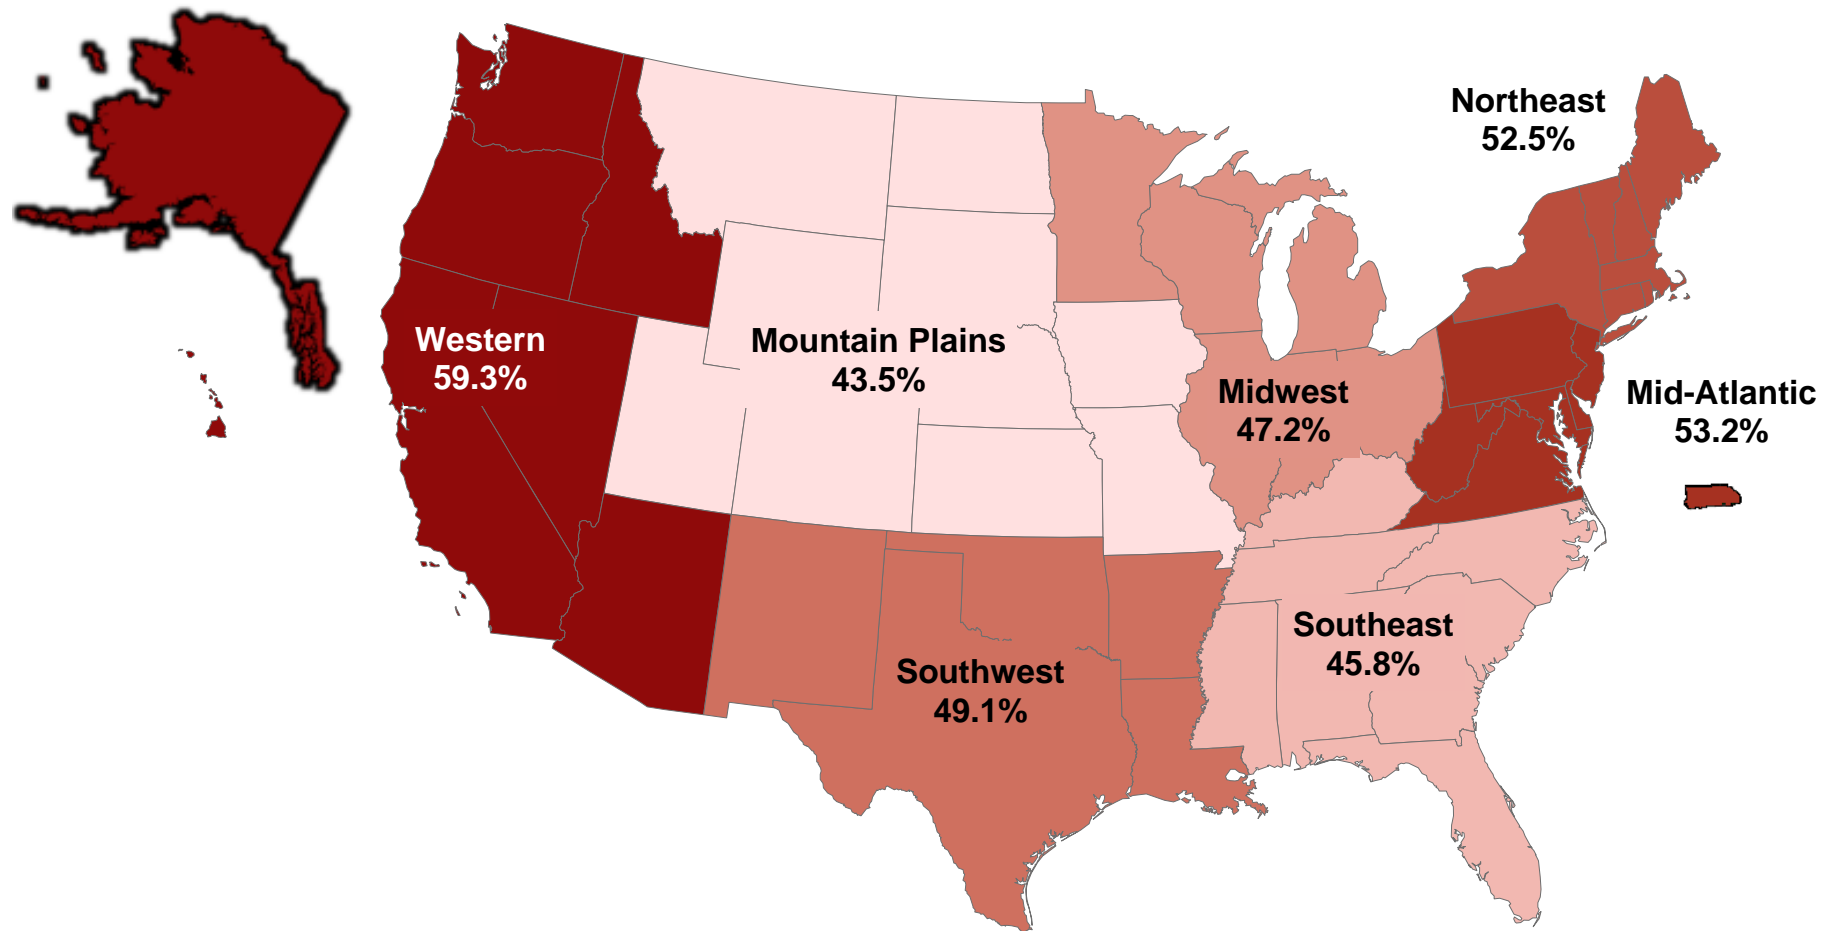 Northeast
52.5%
Western
59.3%
Mountain Plains
43.5%
Midwest
47.2%
Mid-Atlantic
53.2%
Southeast
45.8%
Southwest
49.1%